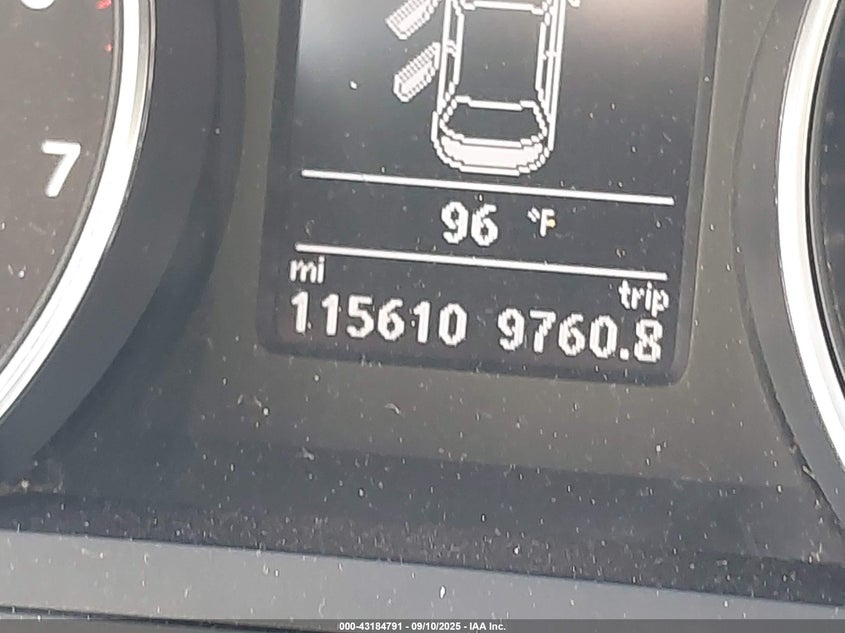 7
96 °F
mi
trip
115610 9760.8
000-43184791 - 09/10/2025 - IAA Inc.